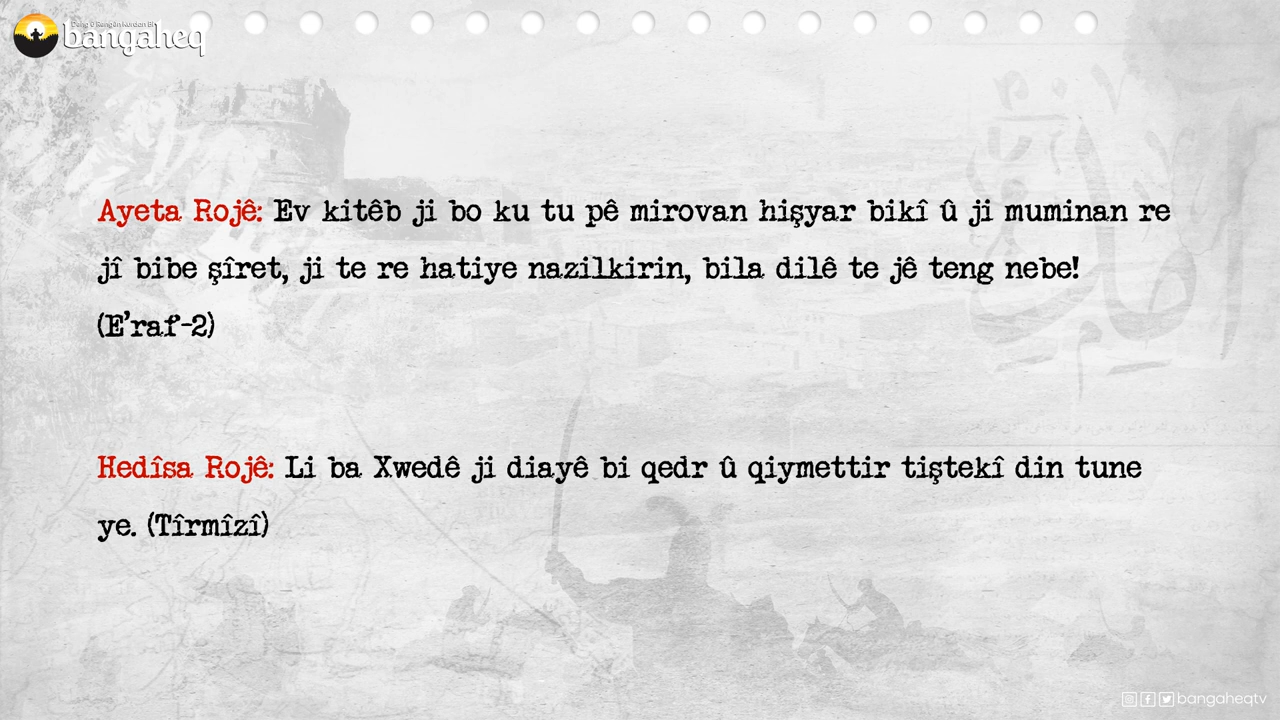 bangaheq
Ayeta Rojê: Ev kitêb ji bo ku tu pê mirovan hişyar bikî û ji muminan re
jî bibe şîret, ji te re hatiye nazilkirin, bila dilê te jê teng nebe!
(E'raf-2)
Hedîsa Rojê: Li ba Xwedê ji diayê bi qedr û qiymettir tiştekî din tune
ye. (Tîrmîzî)
bangaheqtv